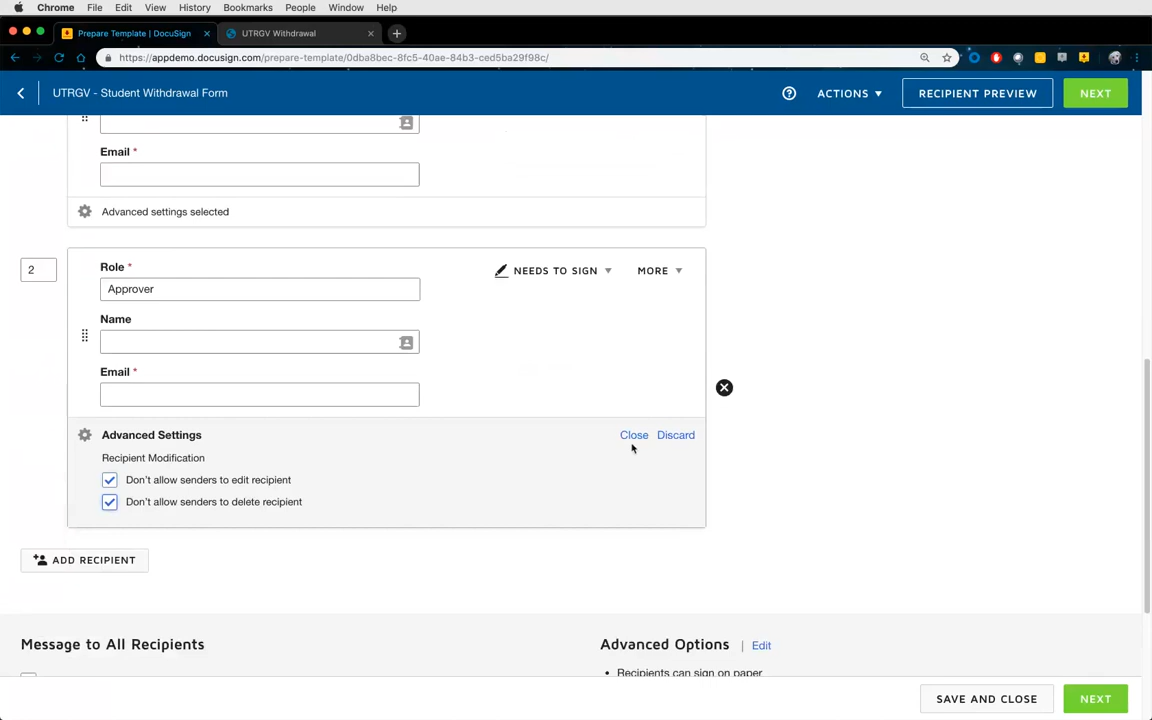 Chrome File Edit View History Bookmarks People Window Help
Prepare Template | DocuSign
UTRGV Withdrawal
https://appdemo.docusign.com/prepare-template/0dba8bec-8fc5-40ae-84b3-ced5ba29f98c/
UTRGV - Student Withdrawal Form
ACTIONS
RECIPIENT PREVIEW
NEXT
Email *
Advanced settings selected
2
Role *
NEEDS TO SIGN
MORE
Approver
Name
Email *
Advanced Settings
Close Discard
Recipient Modification
Don't allow senders to edit recipient
Don't allow senders to delete recipient
ADD RECIPIENT
Message to All Recipients
Advanced Options | Edit
• Recipients can sign on paper
SAVE AND CLOSE
NEXT